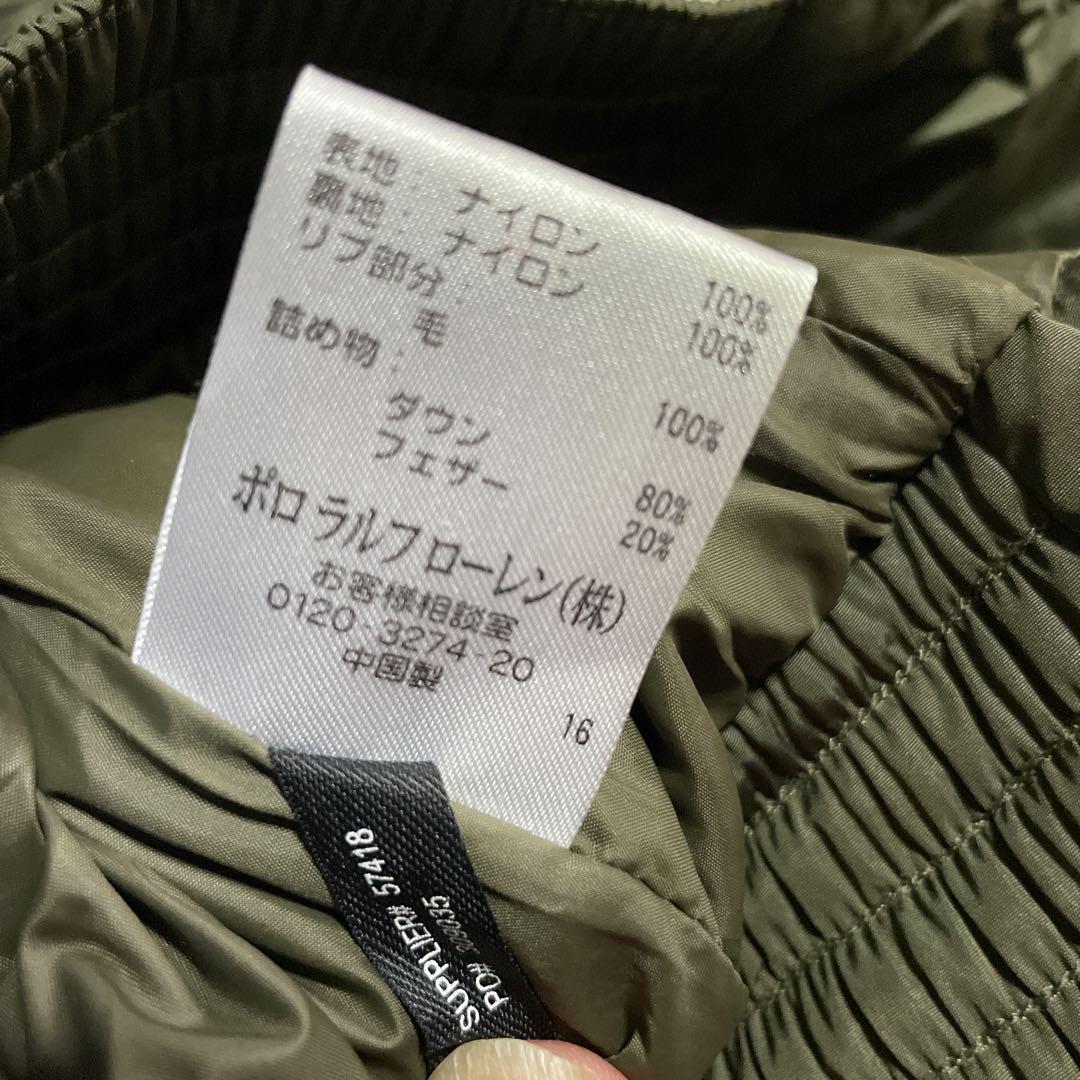 表地: ナイロン 100%
裏地: ナイロン 100%
リブ部分:
毛 100%
詰め物:
ダウン 80%
フェザー 20%
ポロ ラルフ ローレン(株)
お客様相談室
0120-3274-20
中国製
16
SUPPLIER# 57418
PO#